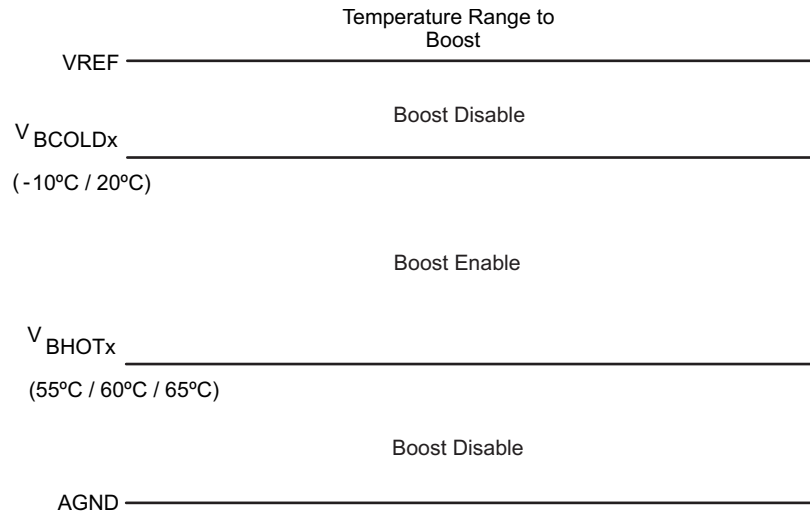 Temperature Range to
Boost
VREF
Boost Disable
VBCOLDx
(-10ºC / 20ºC)
Boost Enable
VBHOTx
(55ºC / 60ºC / 65ºC)
Boost Disable
AGND